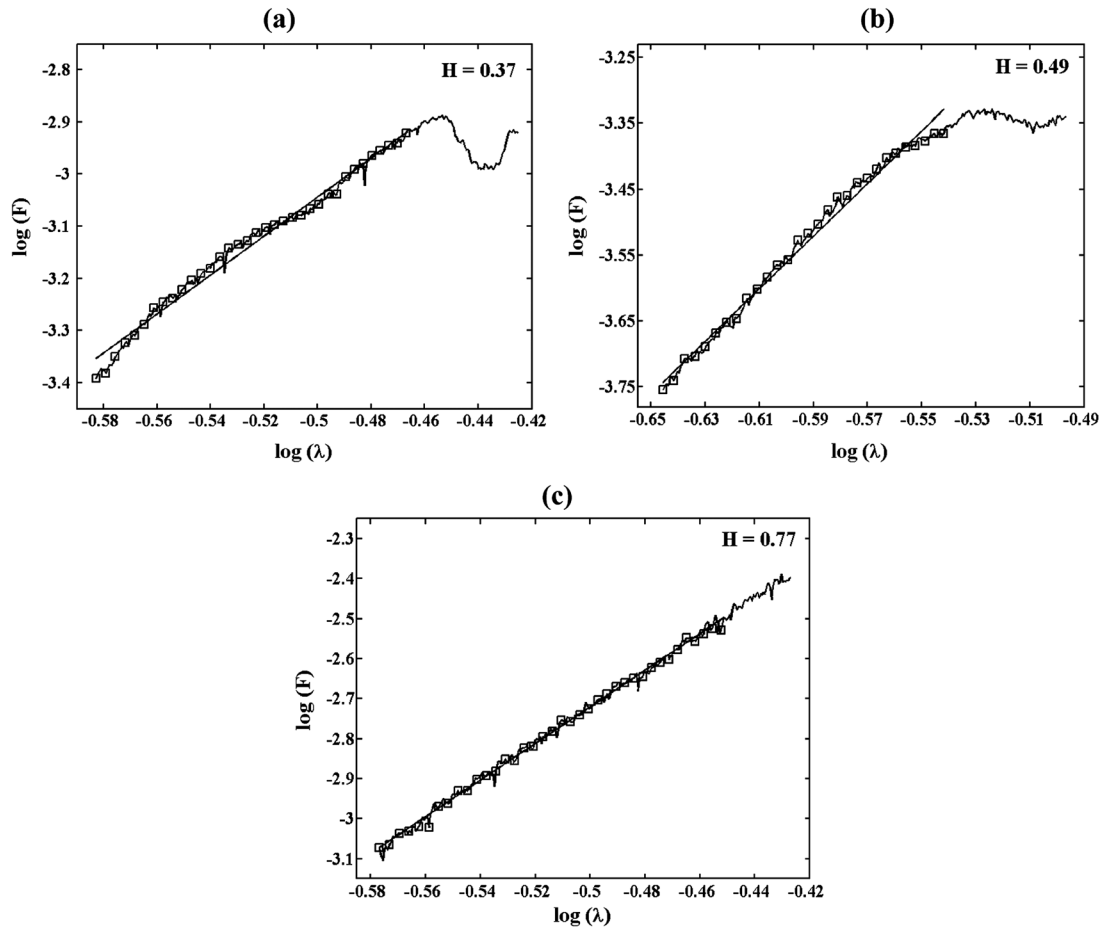 (a)
H = 0.37
-2.8
-2.9
-3
-3.1
-3.2
-3.3
-3.4
log (F)
-0.58 -0.56 -0.54 -0.52 -0.5 -0.48 -0.46 -0.44 -0.42
log (λ)
(b)
H = 0.49
-3.25
-3.35
-3.45
-3.55
-3.65
-3.75
log (F)
-0.65 -0.63 -0.61 -0.59 -0.57 -0.55 -0.53 -0.51 -0.49
log (λ)
(c)
H = 0.77
-2.3
-2.4
-2.5
-2.6
-2.7
-2.8
-2.9
-3
-3.1
log (F)
-0.58 -0.56 -0.54 -0.52 -0.5 -0.48 -0.46 -0.44 -0.42
log (λ)